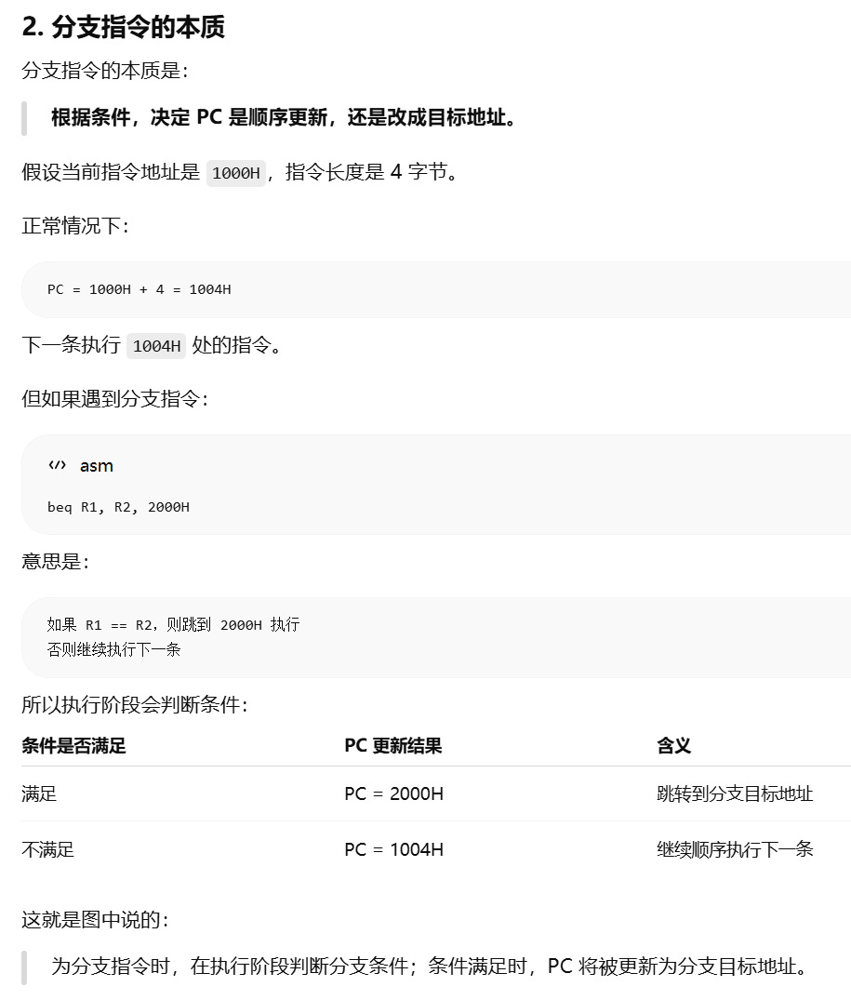 2. 分支指令的本质
分支指令的本质是：
根据条件，决定 PC 是顺序更新，还是改成目标地址。
假设当前指令地址是 1000H，指令长度是 4 字节。
正常情况下：
PC = 1000H + 4 = 1004H
下一条执行 1004H 处的指令。
但如果遇到分支指令：
asm
beq R1, R2, 2000H
意思是：
如果 R1 == R2，则跳到 2000H 执行
否则继续执行下一条
所以执行阶段会判断条件：
条件是否满足 PC 更新结果 含义
满足 PC = 2000H 跳转到分支目标地址
不满足 PC = 1004H 继续顺序执行下一条
这就是图中说的：
为分支指令时，在执行阶段判断分支条件；条件满足时，PC 将被更新为分支目标地址。